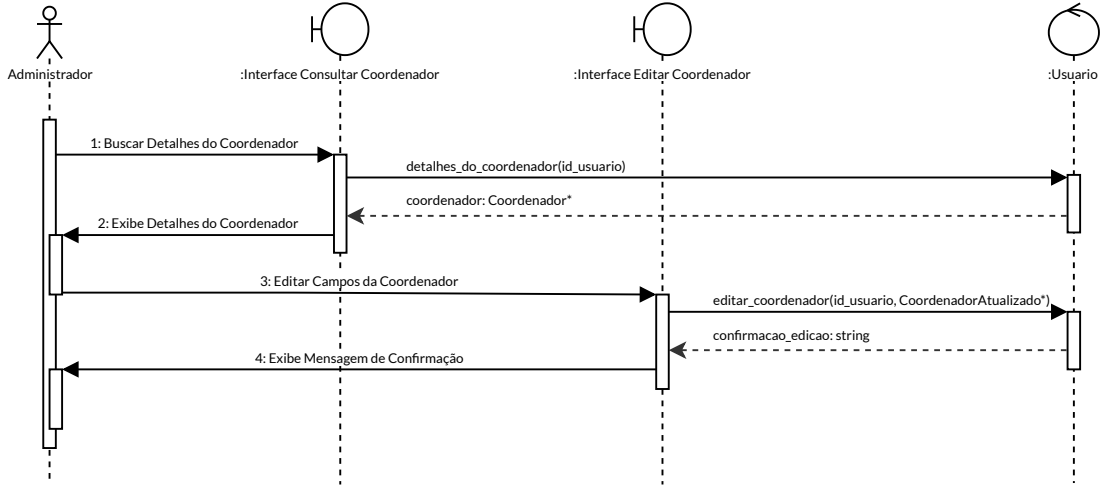 Administrador
:Interface Consultar Coordenador
:Interface Editar Coordenador
:Usuario
1: Buscar Detalhes do Coordenador
detalhes_do_coordenador(id_usuario)
coordenador: Coordenador*
2: Exibe Detalhes do Coordenador
3: Editar Campos da Coordenador
editar_coordenador(id_usuario, CoordenadorAtualizado*)
confirmacao_edicao: string
4: Exibe Mensagem de Confirmação